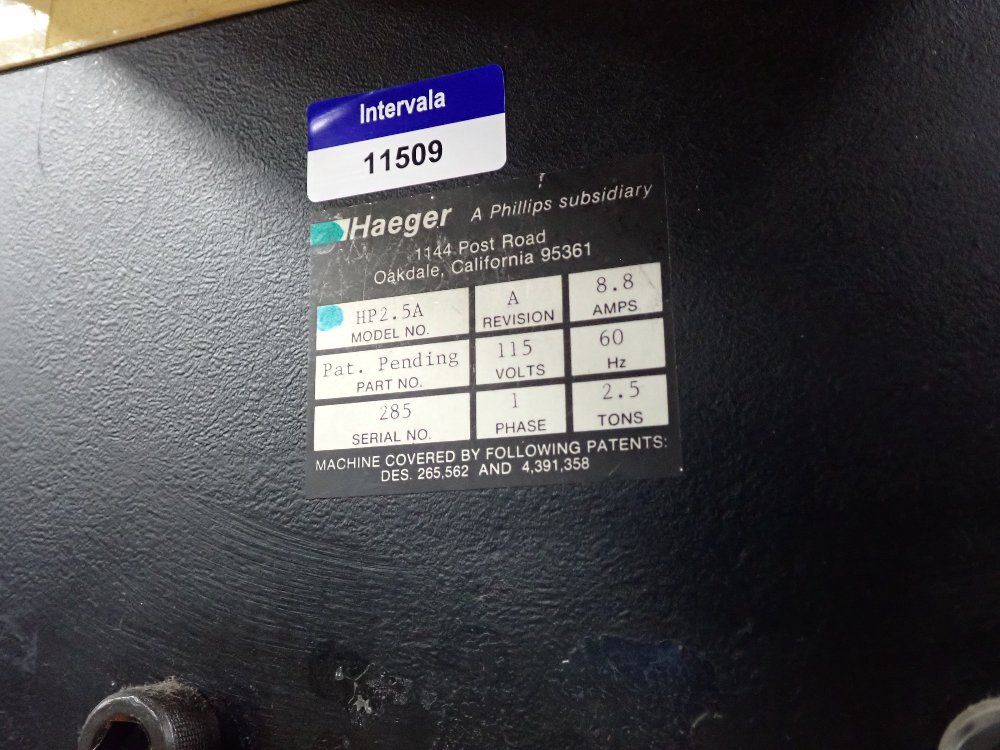 Intervala
11509
Haeger A Phillips subsidiary
1144 Post Road
Oakdale, California 95361
HP2.5A A 8.8
MODEL NO. REVISION AMPS
Pat. Pending 115 60
PART NO. VOLTS Hz
285 1 2.5
SERIAL NO. PHASE TONS
MACHINE COVERED BY FOLLOWING PATENTS:
DES. 265,562 AND 4,391,358